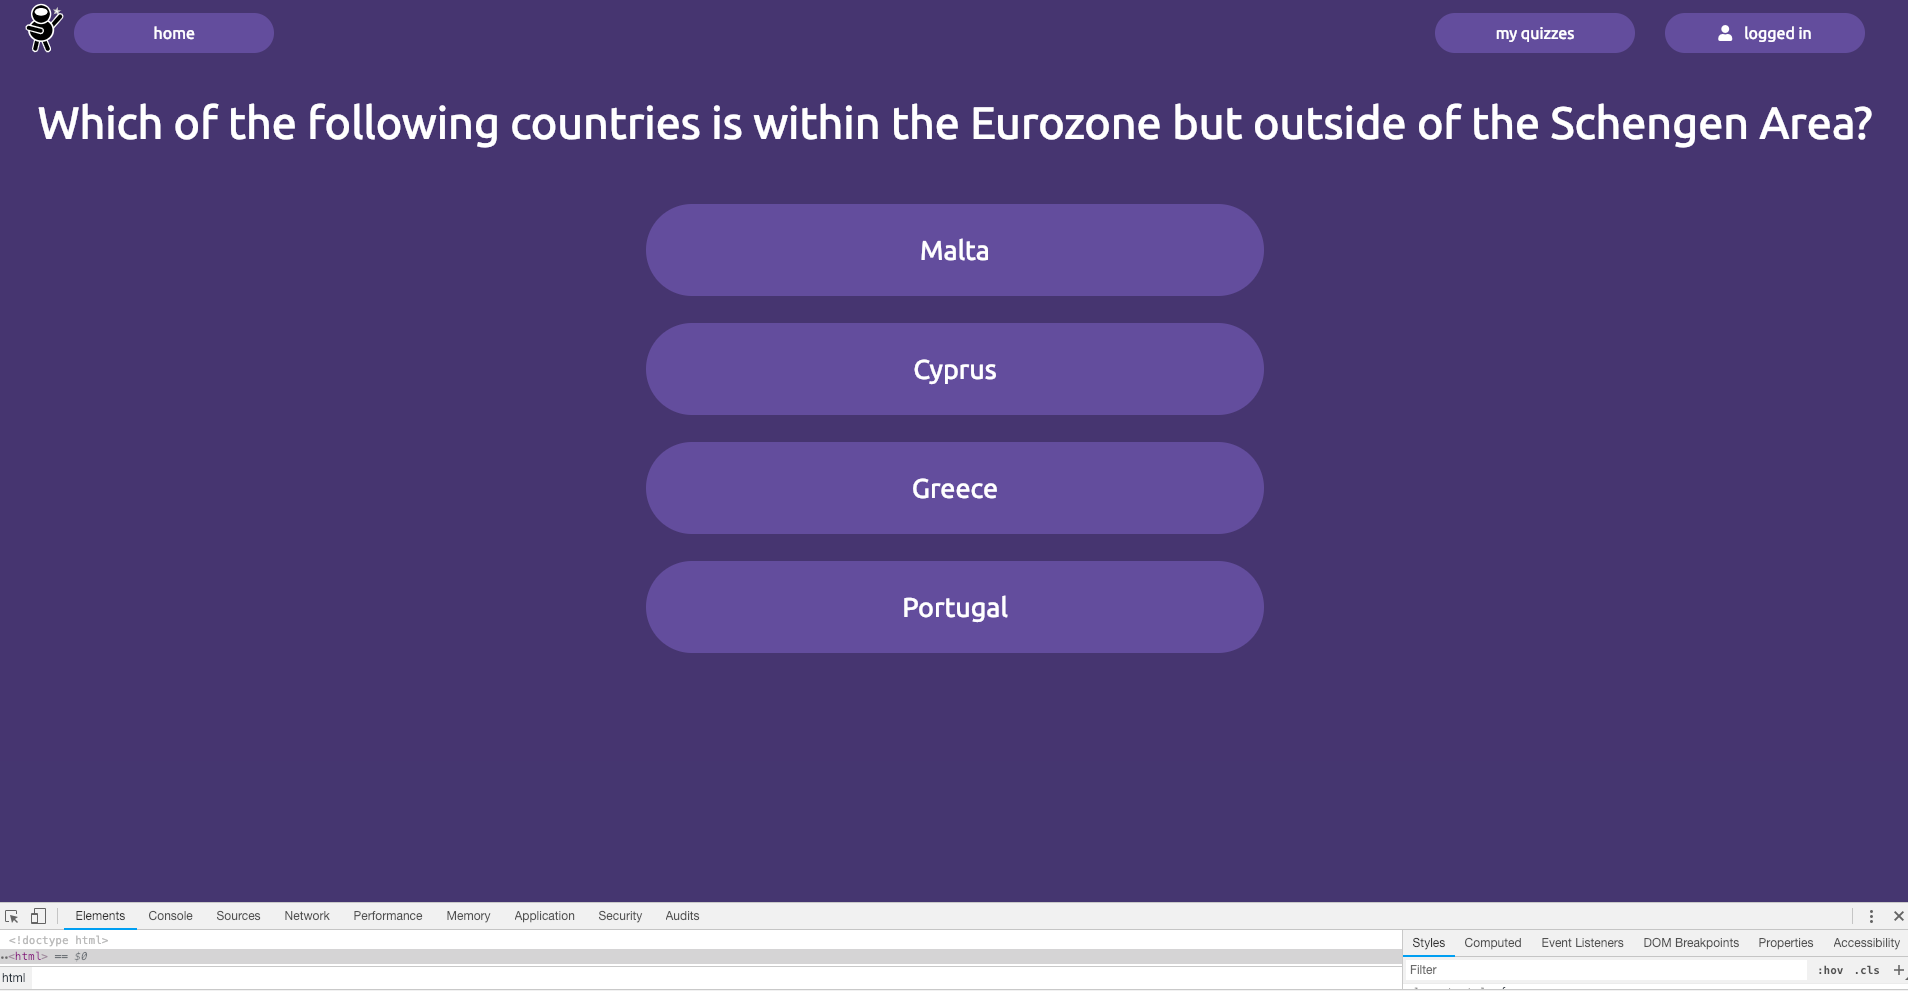 home
my quizzes
logged in
Which of the following countries is within the Eurozone but outside of the Schengen Area?
Malta
Cyprus
Greece
Portugal
Elements Console Sources Network Performance Memory Application Security Audits
<!doctype html>
<html> == $0
html
Styles Computed Event Listeners DOM Breakpoints Properties Accessibility
Filter :hov .cls +